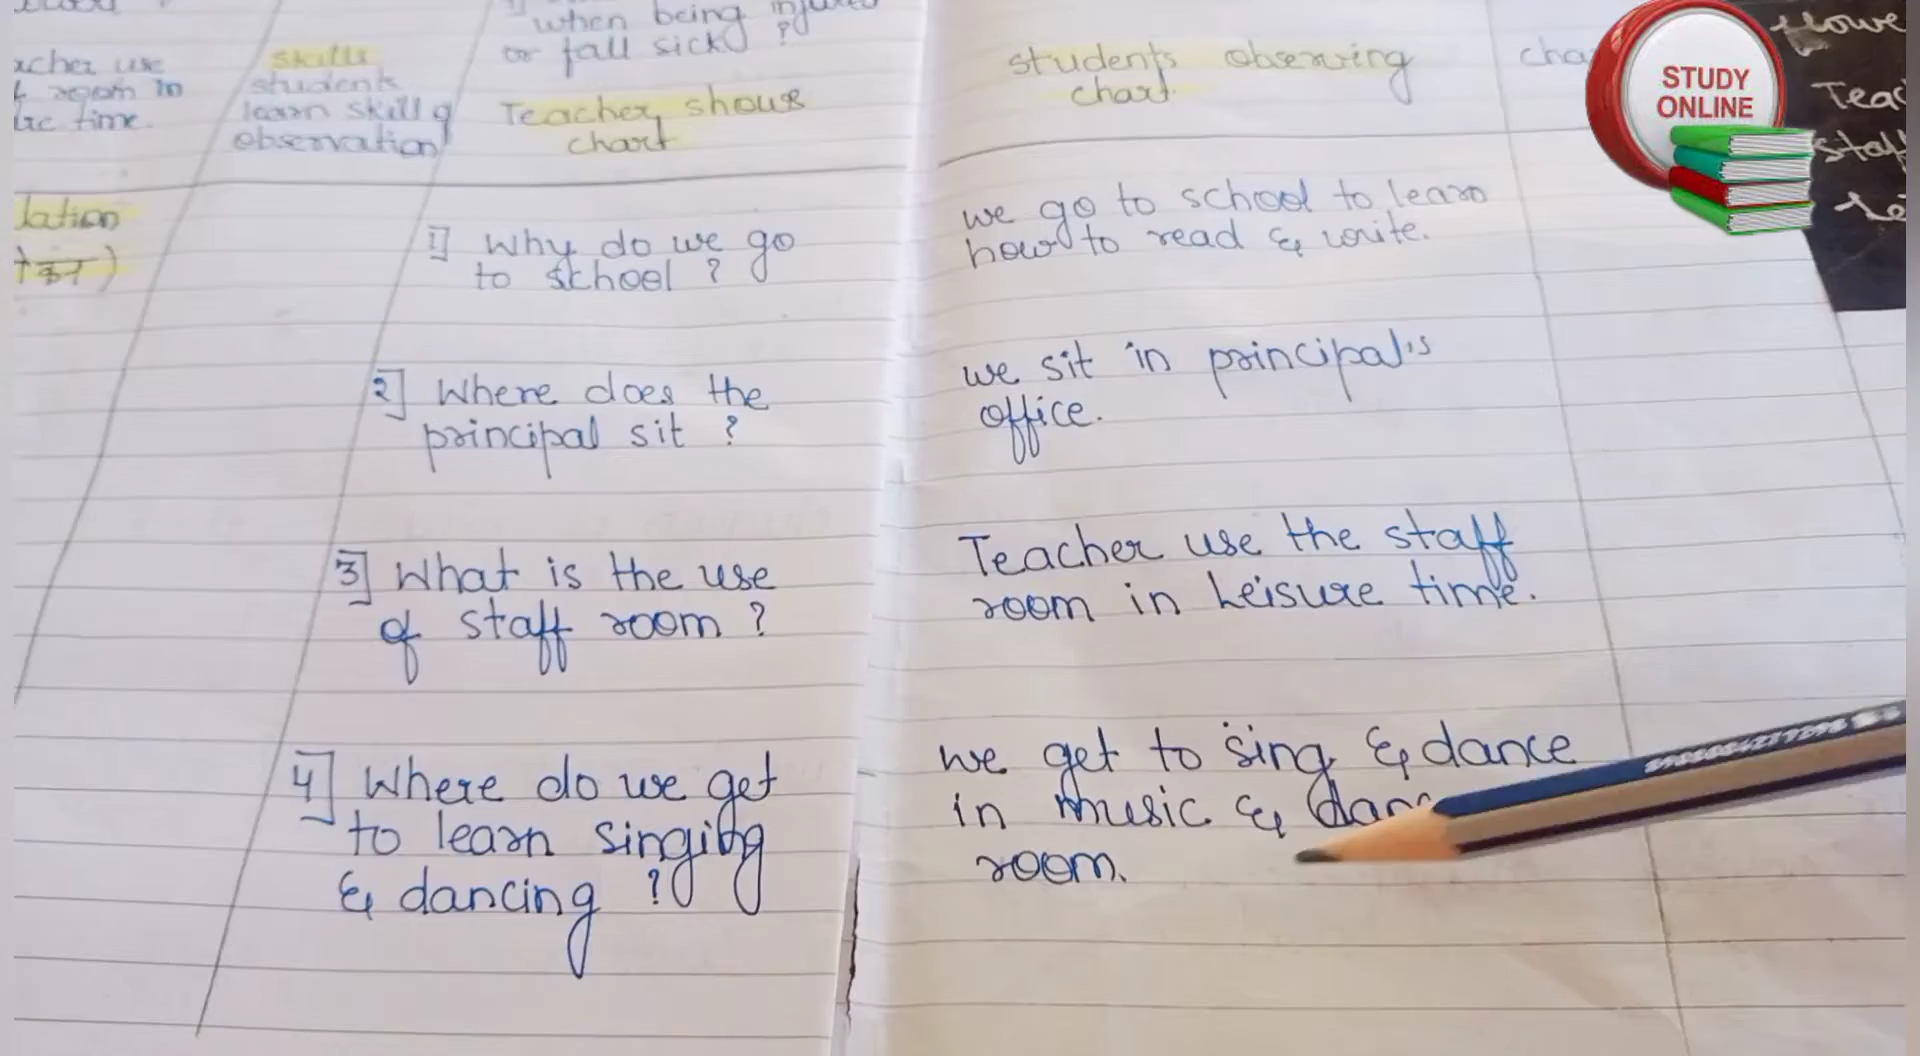 when being injured
or fall sick ?
use
room in
time.
skills
students
learn skill of
observation
Teacher shows
chart
students observing
chart.
1] Why do we go
to school ?
we go to school to learn
how to read & write.
2] Where does the
principal sit ?
we sit in principal's
office.
3] What is the use
of staff room ?
Teacher use the staff
room in Leisure time.
4] Where do we get
to learn singing
& dancing ?
we get to sing & dance
in music &
room.
STUDY
ONLINE